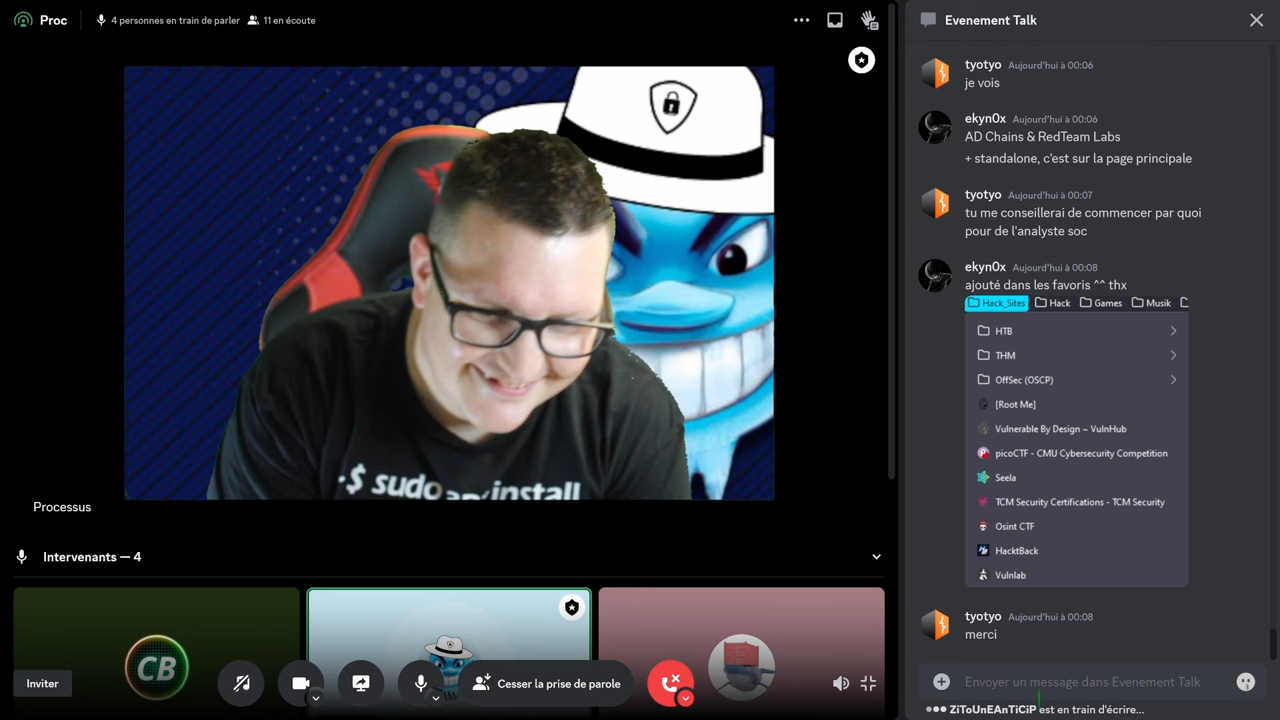 Proc
4 personnes en train de parler
11 en écoute
Evenement Talk
tyotyo Aujourd'hui à 00:06
je vois
ekyn0x Aujourd'hui à 00:06
AD Chains & RedTeam Labs
+ standalone, c'est sur la page principale
tyotyo Aujourd'hui à 00:07
tu me conseillerai de commencer par quoi
pour de l'analyste soc
ekyn0x Aujourd'hui à 00:08
ajouté dans les favoris ^^ thx
Hack_Sites Hack Games Musik
HTB
THM
OffSec (OSCP)
[Root Me]
Vulnerable By Design ~ VulnHub
picoCTF - CMU Cybersecurity Competition
Seela
TCM Security Certifications - TCM Security
Osint CTF
HacktBack
Vulnlab
tyotyo Aujourd'hui à 00:08
merci
Envoyer un message dans Evenement Talk
ZiToUnEAnTiCiP est en train d'écrire...
.$ sudo install
Processus
Intervenants — 4
CB
Inviter
Cesser la prise de parole